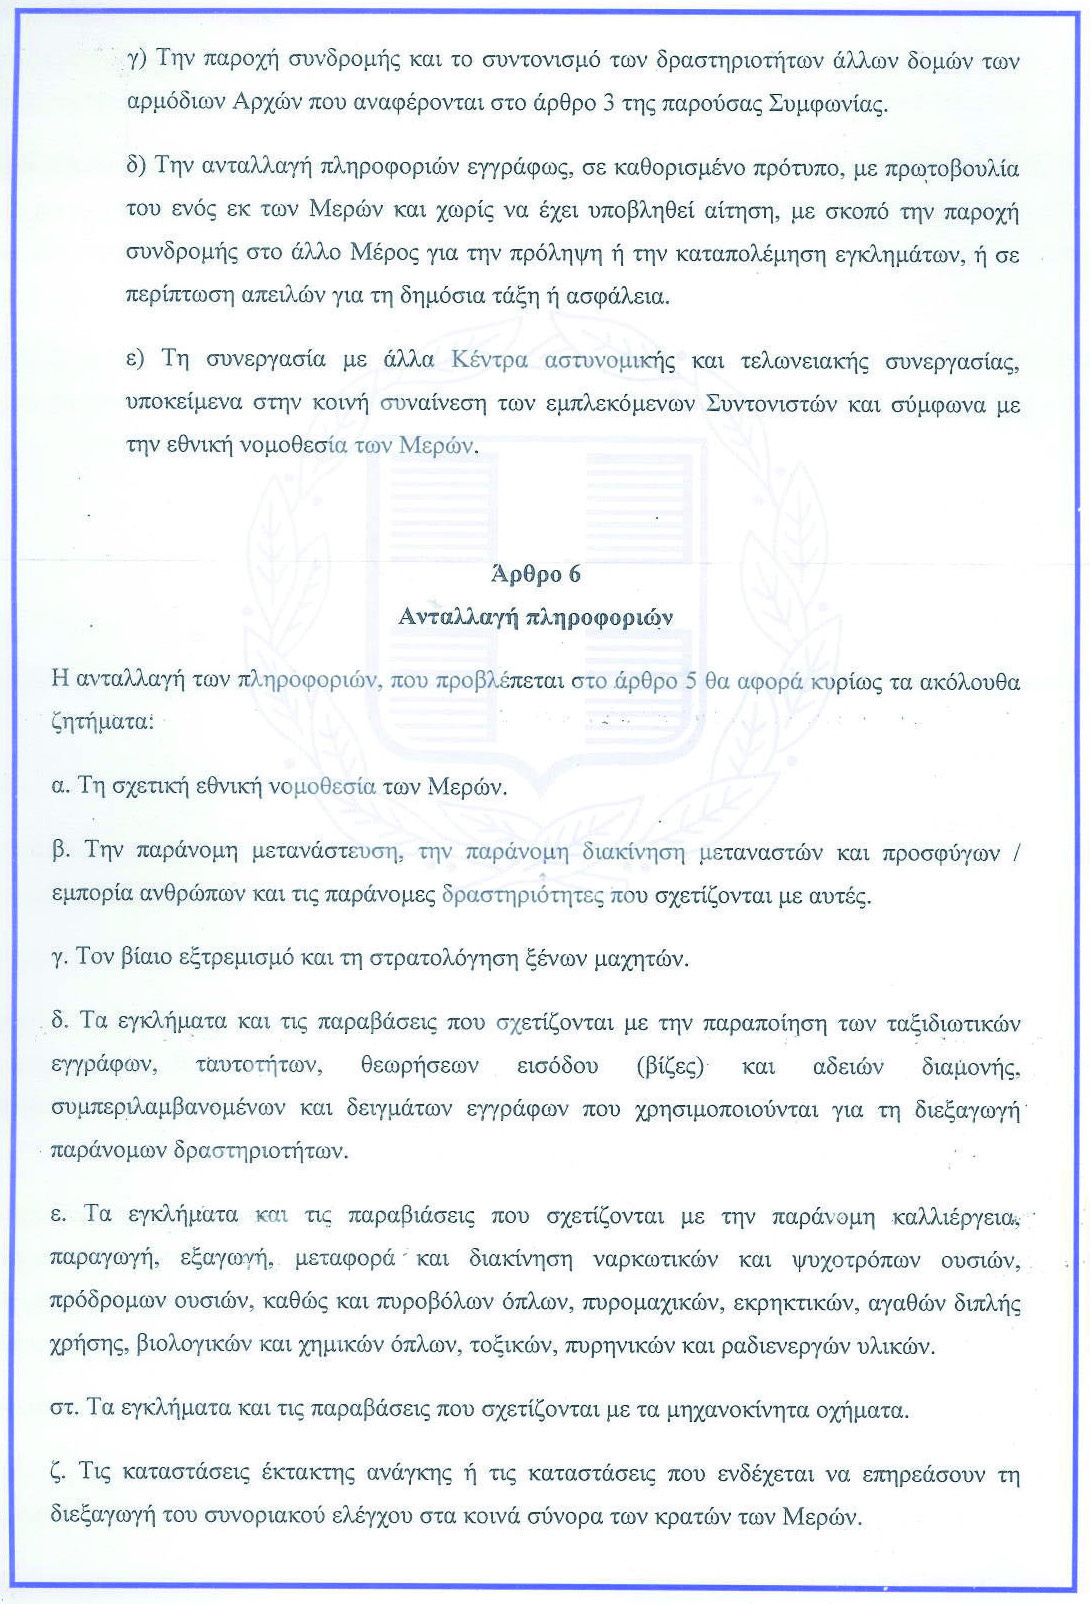 γ) Την παροχή συνδρομής και το συντονισμό των δραστηριοτήτων άλλων δομών των
αρμόδιων Αρχών που αναφέρονται στο άρθρο 3 της παρούσας Συμφωνίας.
δ) Την ανταλλαγή πληροφοριών εγγράφως, σε καθορισμένο πρότυπο, με πρωτοβουλία
του ενός εκ των Μερών και χωρίς να έχει υποβληθεί αίτηση, με σκοπό την παροχή
συνδρομής στο άλλο Μέρος για την πρόληψη ή την καταπολέμηση εγκλημάτων, ή σε
περίπτωση απειλών για τη δημόσια τάξη ή ασφάλεια.
ε) Τη συνεργασία με άλλα Κέντρα αστυνομικής και τελωνειακής συνεργασίας,
υποκείμενα στην κοινή συναίνεση των εμπλεκόμενων Συντονιστών και σύμφωνα με
την εθνική νομοθεσία των Μερών.
Άρθρο 6
Ανταλλαγή πληροφοριών
Η ανταλλαγή των πληροφοριών, που προβλέπεται στο άρθρο 5 θα αφορά κυρίως τα ακόλουθα
ζητήματα:
α. Τη σχετική εθνική νομοθεσία των Μερών.
β. Την παράνομη μετανάστευση, την παράνομη διακίνηση μεταναστών και προσφύγων /
εμπορία ανθρώπων και τις παράνομες δραστηριότητες που σχετίζονται με αυτές.
γ. Τον βίαιο εξτρεμισμό και τη στρατολόγηση ξένων μαχητών.
δ. Τα εγκλήματα και τις παραβάσεις που σχετίζονται με την παραποίηση των ταξιδιωτικών
εγγράφων, ταυτοτήτων, θεωρήσεων εισόδου (βίζες) και αδειών διαμονής,
συμπεριλαμβανομένων και δειγμάτων εγγράφων που χρησιμοποιούνται για τη διεξαγωγή
παράνομων δραστηριοτήτων.
ε. Τα εγκλήματα και τις παραβιάσεις που σχετίζονται με την παράνομη καλλιέργεια,
παραγωγή, εξαγωγή, μεταφορά και διακίνηση ναρκωτικών και ψυχοτρόπων ουσιών,
πρόδρομων ουσιών, καθώς και πυροβόλων όπλων, πυρομαχικών, εκρηκτικών, αγαθών διπλής
χρήσης, βιολογικών και χημικών όπλων, τοξικών, πυρηνικών και ραδιενεργών υλικών.
στ. Τα εγκλήματα και τις παραβάσεις που σχετίζονται με τα μηχανοκίνητα οχήματα.
ζ. Τις καταστάσεις έκτακτης ανάγκης ή τις καταστάσεις που ενδέχεται να επηρεάσουν τη
διεξαγωγή του συνοριακού ελέγχου στα κοινά σύνορα των κρατών των Μερών.